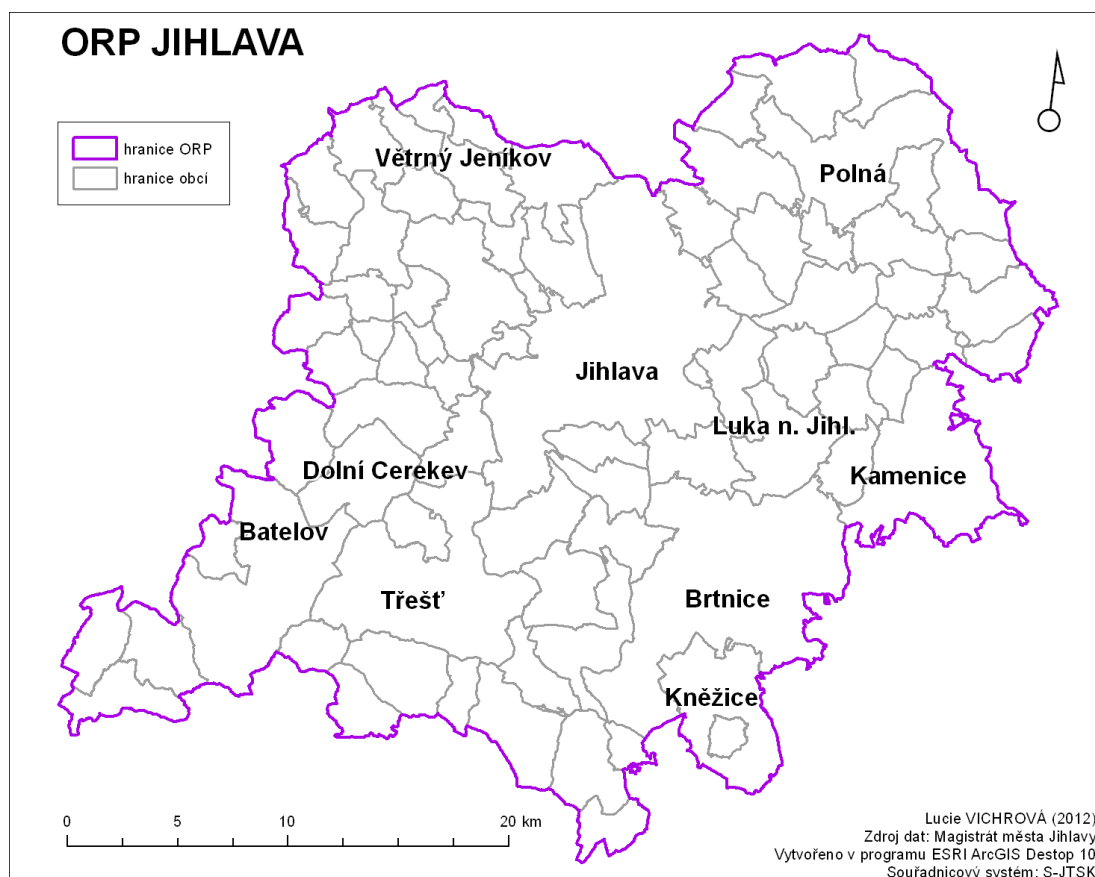 ORP JIHLAVA
hranice ORP
hranice obcí
Větrný Jeníkov
Polná
Jihlava
Luka n. Jihl.
Dolní Cerekev
Kamenice
Batelov
Třešť
Brtnice
Kněžice
0 5 10 20 km
Lucie VICHROVÁ (2012)
Zdroj dat: Magistrát města Jihlavy
Vytvořeno v programu ESRI ArcGIS Destop 10
Souřadnicový systém: S-JTSK